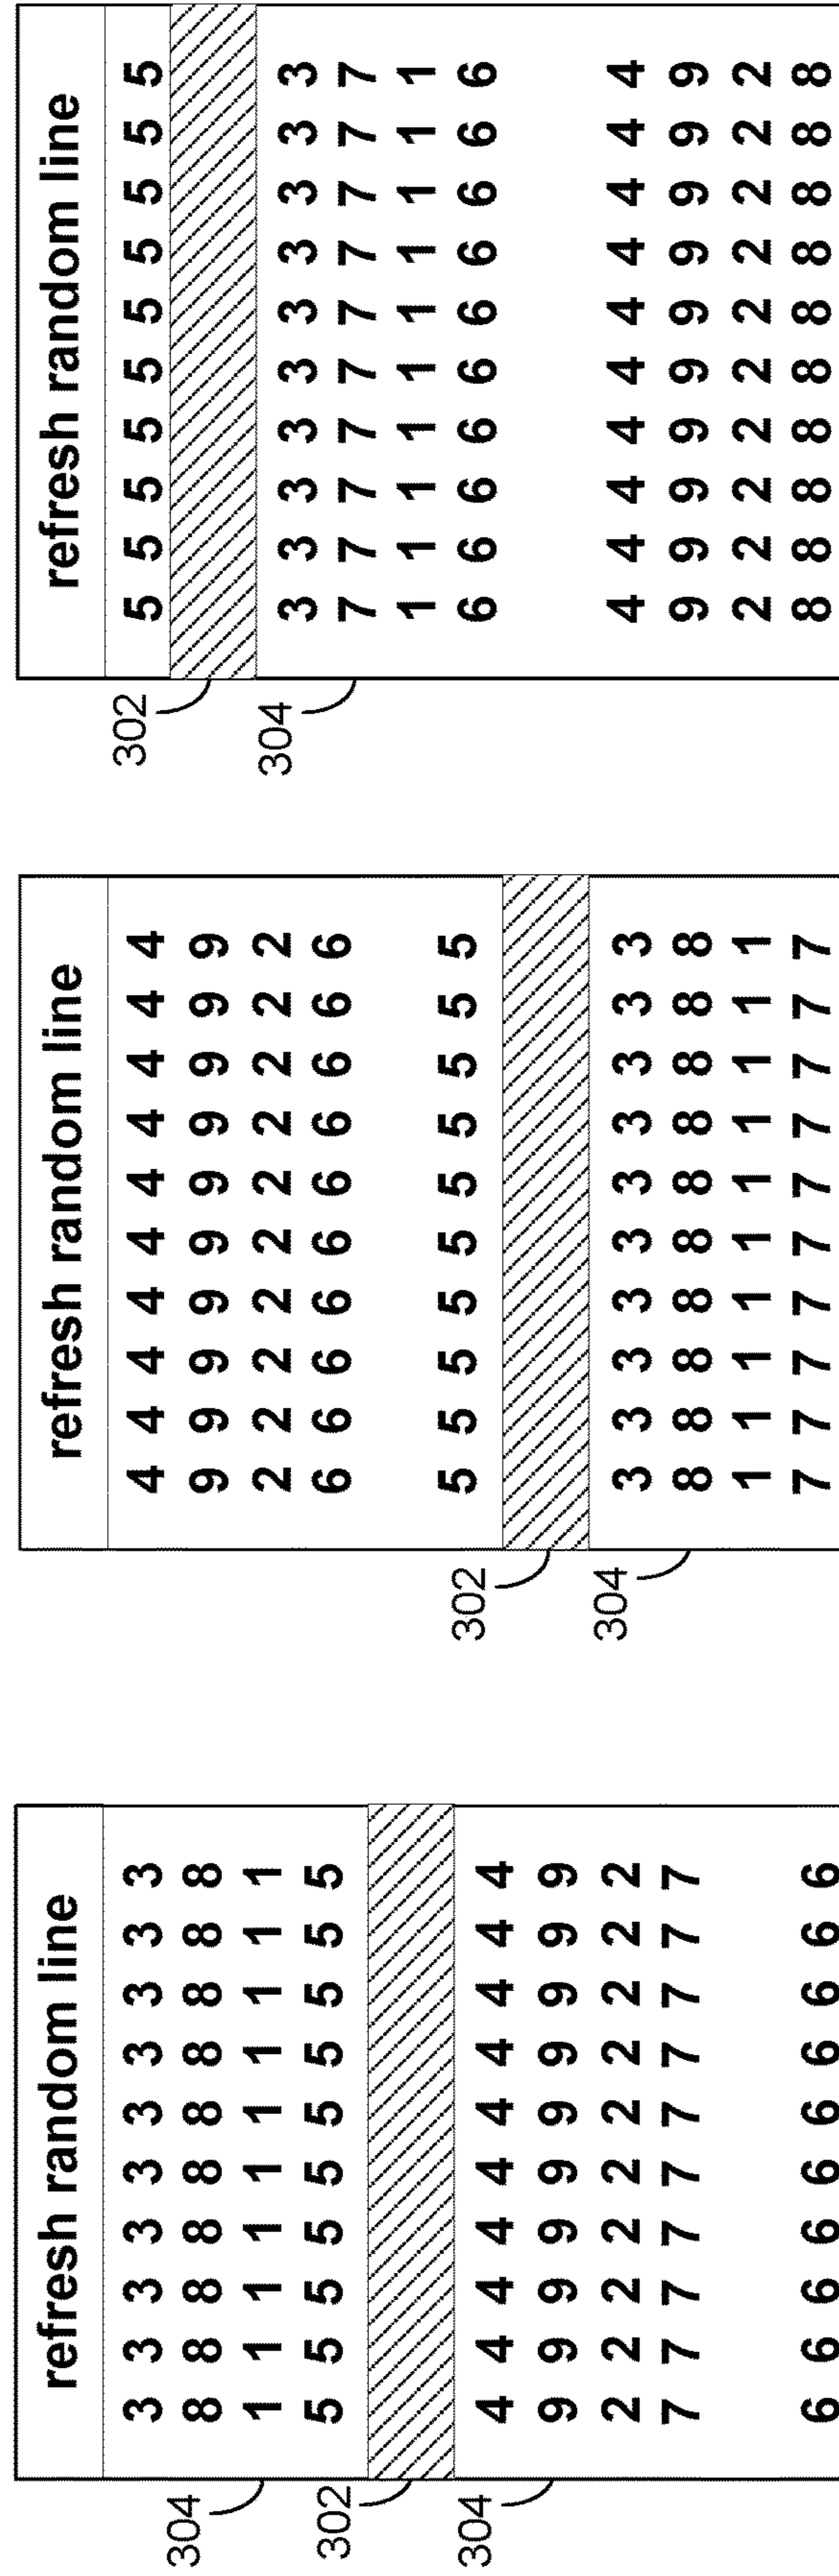 refresh random line
3 3 3 3 3 3 3 3 3 3
304
8 8 8 8 8 8 8 8 8 8
1 1 1 1 1 1 1 1 1 1
5 5 5 5 5 5 5 5 5 5
302
304
4 4 4 4 4 4 4 4 4 4
9 9 9 9 9 9 9 9 9 9
2 2 2 2 2 2 2 2 2 2
7 7 7 7 7 7 7 7 7 7
6 6 6 6 6 6 6 6 6 6
refresh random line
4 4 4 4 4 4 4 4 4 4
9 9 9 9 9 9 9 9 9 9
2 2 2 2 2 2 2 2 2 2
6 6 6 6 6 6 6 6 6 6
5 5 5 5 5 5 5 5 5 5
302
304
3 3 3 3 3 3 3 3 3 3
8 8 8 8 8 8 8 8 8 8
1 1 1 1 1 1 1 1 1 1
7 7 7 7 7 7 7 7 7 7
refresh random line
5 5 5 5 5 5 5 5 5 5
302
304
3 3 3 3 3 3 3 3 3 3
7 7 7 7 7 7 7 7 7 7
1 1 1 1 1 1 1 1 1 1
6 6 6 6 6 6 6 6 6 6
4 4 4 4 4 4 4 4 4 4
9 9 9 9 9 9 9 9 9 9
2 2 2 2 2 2 2 2 2 2
8 8 8 8 8 8 8 8 8 8